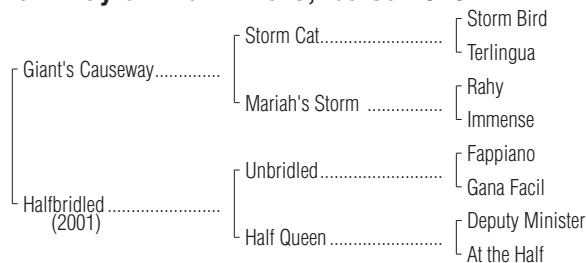 Storm Bird
Storm Cat................
Terlingua
Giant's Causeway.............
Rahy
Mariah's Storm ................
Immense
Fappiano
Unbridled.....................
Gana Facil
Halfbridled........................
(2001)
Deputy Minister
Half Queen........................
At the Half